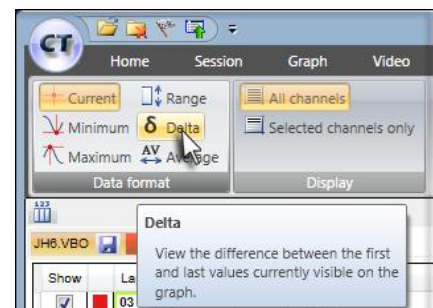 CT
Home Session Graph Video
Current Range
Minimum δ Delta
Maximum AV Average
Data format
All channels
Selected channels only
Display
123
Delta
View the difference between the first
and last values currently visible on the
graph.
JH6.VBO
Show La
03